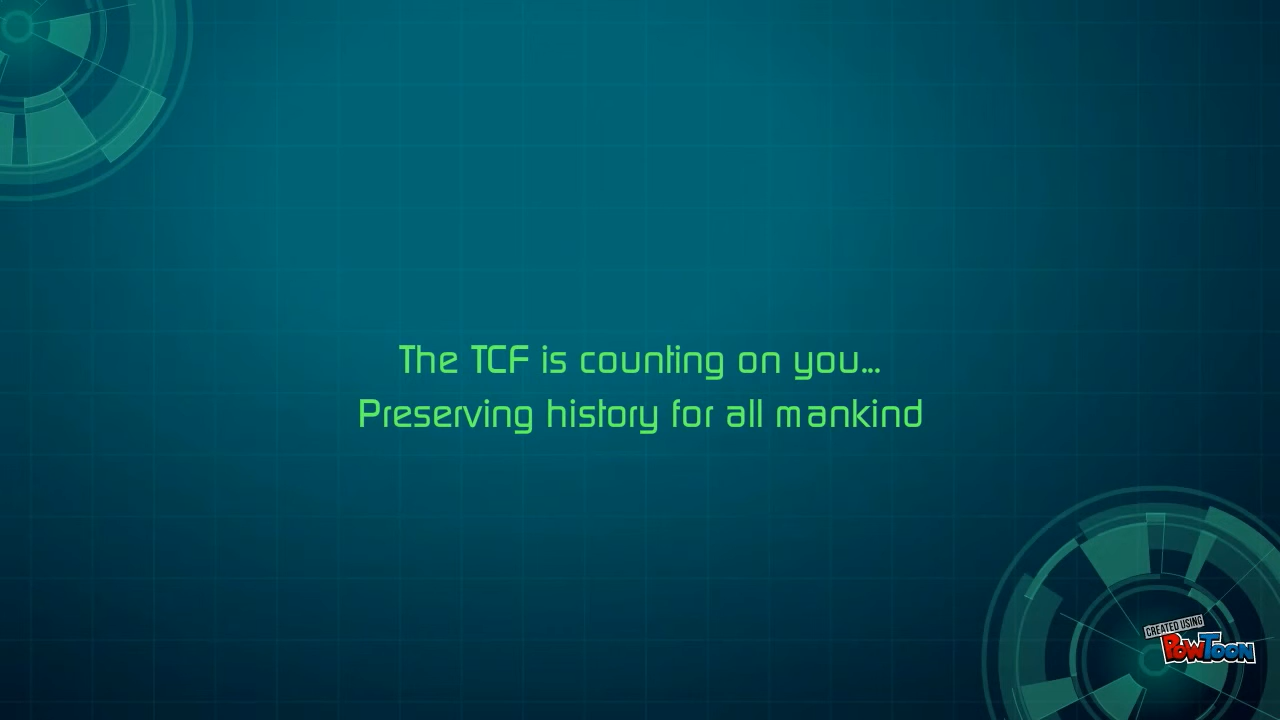 The TCF is counting on you...
Preserving history for all mankind
CREATED USING
POWTOON